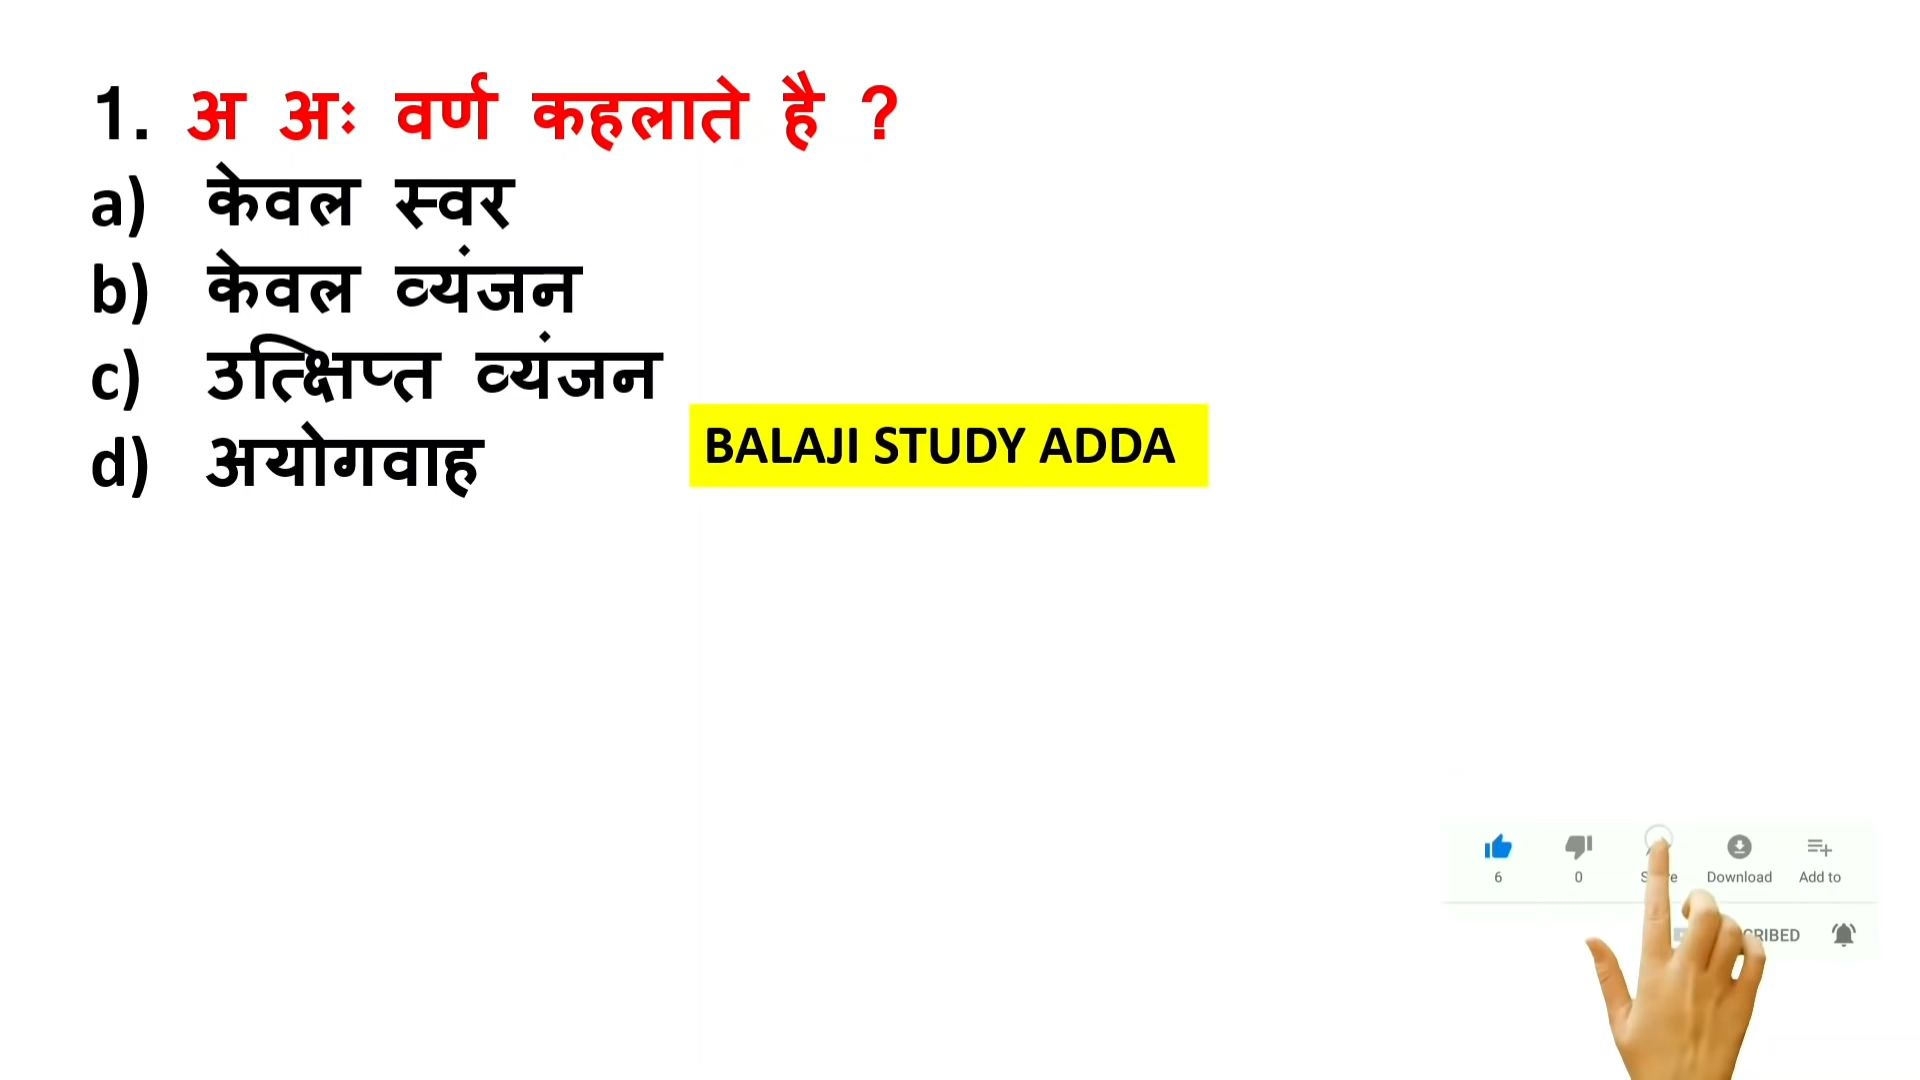 1. अ अः वर्ण कहलाते है ?
a) केवल स्वर
b) केवल व्यंजन
c) उत्क्षिप्त व्यंजन
d) अयोगवाह
BALAJI STUDY ADDA
6 0 Download Add to